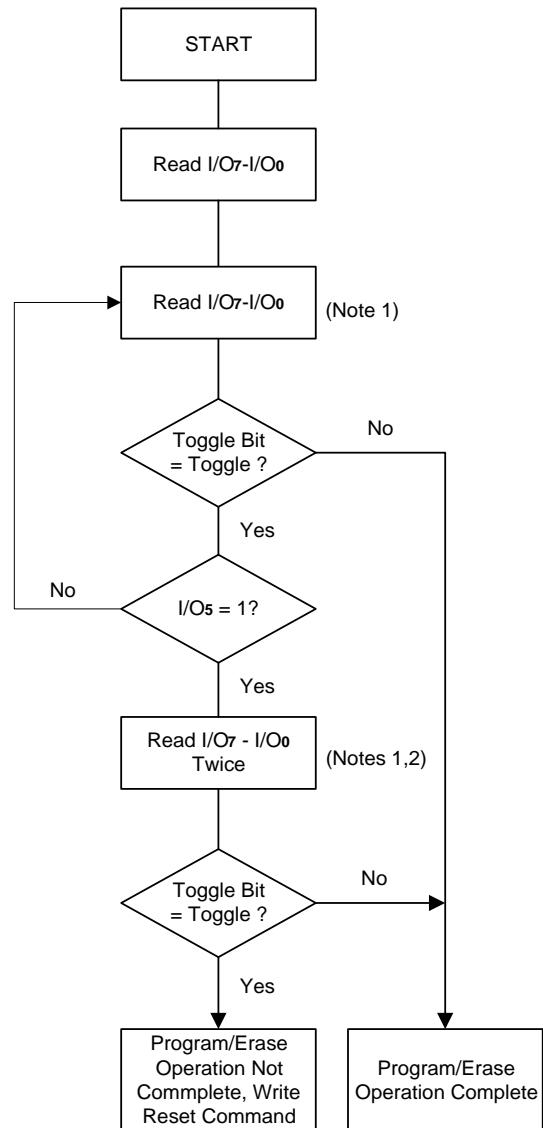 START
Read I/O7-I/O0
Read I/O7-I/O0
(Note 1)
Toggle Bit
= Toggle ?
No
Yes
I/O5 = 1?
No
Yes
Read I/O7 - I/O0
Twice
(Notes 1,2)
Toggle Bit
= Toggle ?
No
Yes
Program/Erase
Operation Not
Commplete, Write
Reset Command
Program/Erase
Operation Complete